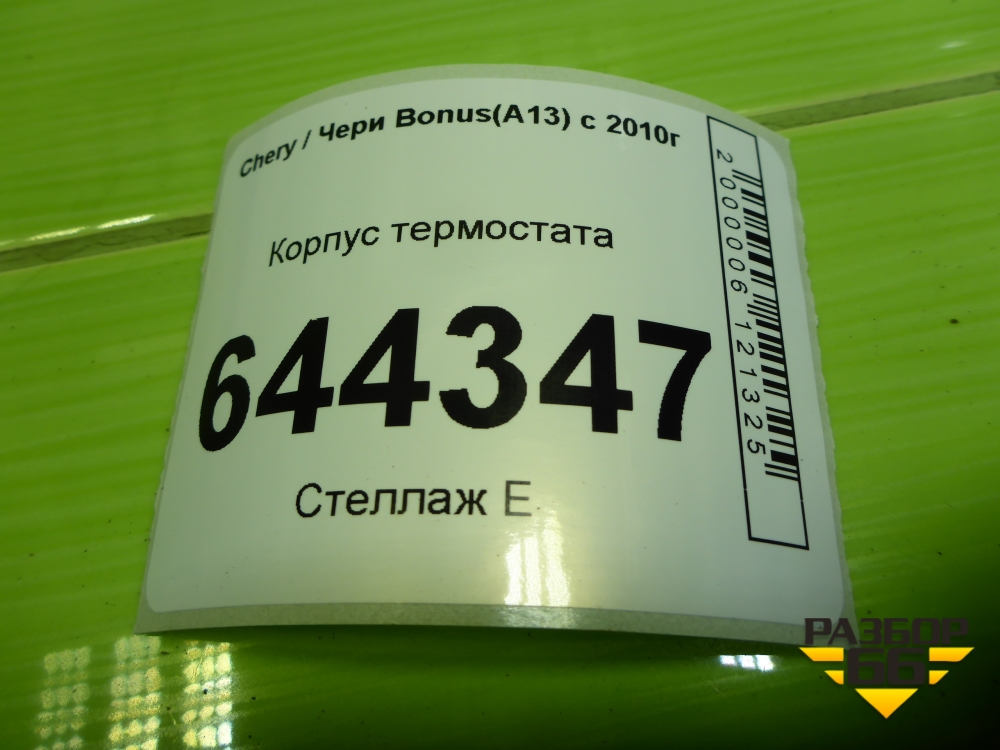 Chery / Чери Bonus(A13) с 2010г
Корпус термостата
644347
Стеллаж Е
2000006121325
РАЗБОР
66